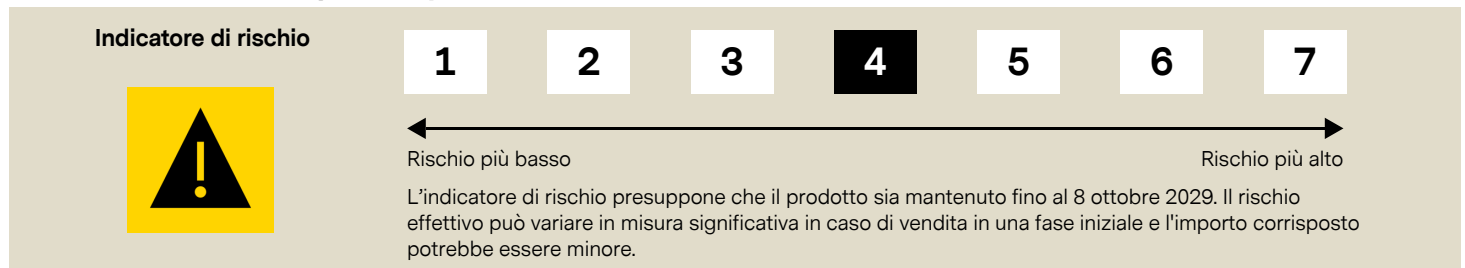 Indicatore di rischio
1 2 3 4 5 6 7
Rischio più basso Rischio più alto
L'indicatore di rischio presuppone che il prodotto sia mantenuto fino al 8 ottobre 2029. Il rischio
effettivo può variare in misura significativa in caso di vendita in una fase iniziale e l'importo corrisposto
potrebbe essere minore.